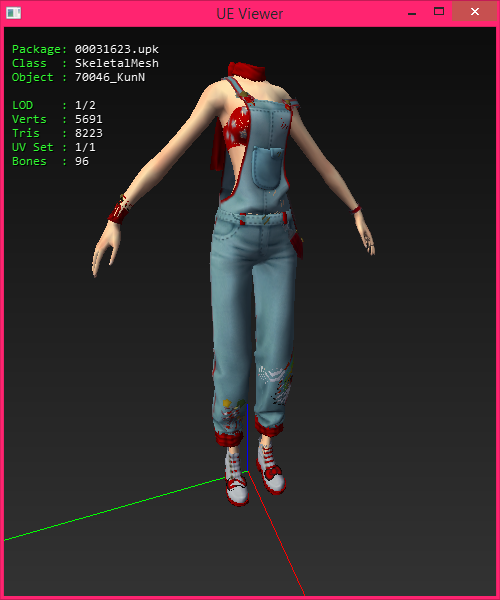 UE Viewer
Package: 00031623.upk
Class  : SkeletalMesh
Object : 70046_KunN
LOD    : 1/2
Verts  : 5691
Tris   : 8223
UV Set : 1/1
Bones  : 96